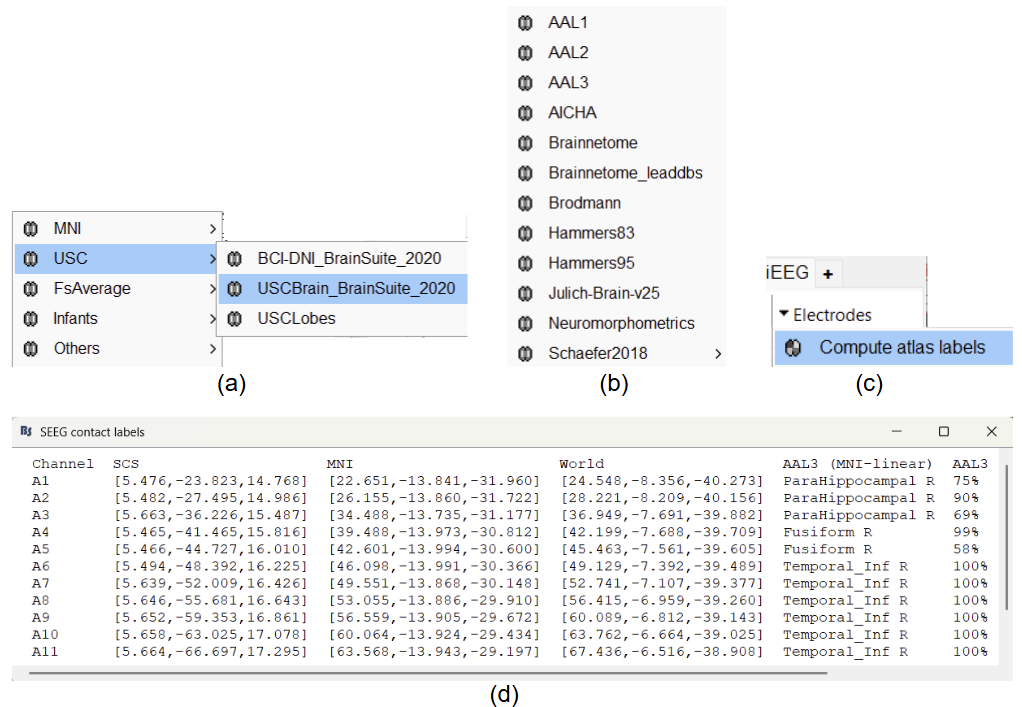 MNI >
USC >
FsAverage >
Infants >
Others >
BCI-DNI_BrainSuite_2020
USCBrain_BrainSuite_2020
USCLobes
(a)
AAL1
AAL2
AAL3
AICHA
Brainnetome
Brainnetome_leaddbs
Brodmann
Hammers83
Hammers95
Julich-Brain-v25
Neuromorphometrics
Schaefer2018 >
(b)
iEEG +
Electrodes
Compute atlas labels
(c)
Bs SEEG contact labels
Channel SCS MNI World AAL3 (MNI-linear) AAL3
A1 [5.476,-23.823,14.768] [22.651,-13.841,-31.960] [24.548,-8.356,-40.273] ParaHippocampal R 75%
A2 [5.482,-27.495,14.986] [26.155,-13.860,-31.722] [28.221,-8.209,-40.156] ParaHippocampal R 90%
A3 [5.663,-36.226,15.487] [34.488,-13.735,-31.177] [36.949,-7.691,-39.882] ParaHippocampal R 69%
A4 [5.465,-41.465,15.816] [39.488,-13.973,-30.812] [42.199,-7.688,-39.709] Fusiform R 99%
A5 [5.466,-44.727,16.010] [42.601,-13.994,-30.600] [45.463,-7.561,-39.605] Fusiform R 58%
A6 [5.494,-48.392,16.225] [46.098,-13.991,-30.366] [49.129,-7.392,-39.489] Temporal_Inf R 100%
A7 [5.639,-52.009,16.426] [49.551,-13.868,-30.148] [52.741,-7.107,-39.377] Temporal_Inf R 100%
A8 [5.646,-55.681,16.643] [53.055,-13.886,-29.910] [56.415,-6.959,-39.260] Temporal_Inf R 100%
A9 [5.652,-59.353,16.861] [56.559,-13.905,-29.672] [60.089,-6.812,-39.143] Temporal_Inf R 100%
A10 [5.658,-63.025,17.078] [60.064,-13.924,-29.434] [63.762,-6.664,-39.025] Temporal_Inf R 100%
A11 [5.664,-66.697,17.295] [63.568,-13.943,-29.197] [67.436,-6.516,-38.908] Temporal_Inf R 100%
(d)